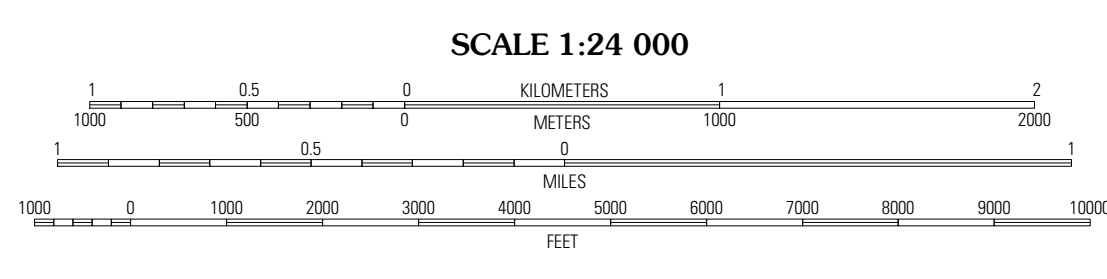 SCALE 1:24 000
1 0.5 0 KILOMETERS 1 2
1000 500 0 METERS 1000 2000
1 0.5 0 1
MILES
1000 0 1000 2000 3000 4000 5000 6000 7000 8000 9000 10000
FEET